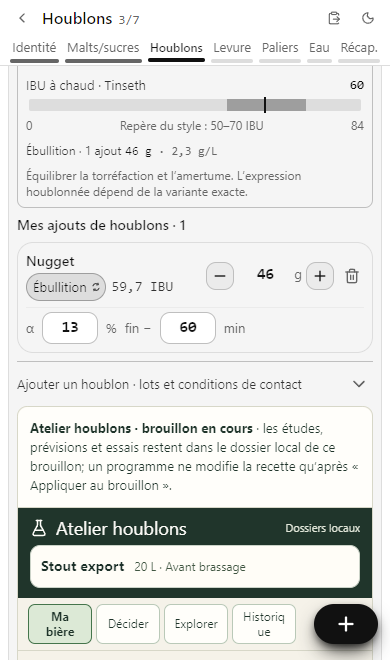 Houblons 3/7
Identité Malts/sucres Houblons Levure Paliers Eau Récap.
IBU à chaud · Tinseth 60
0 Repère du style : 50–70 IBU 84
Ébullition · 1 ajout 46 g · 2,3 g/L
Équilibrer la torréfaction et l'amertume. L'expression
houblonnée dépend de la variante exacte.
Mes ajouts de houblons · 1
Nugget
Ébullition 59,7 IBU
46 g
α 13 % fin − 60 min
Ajouter un houblon · lots et conditions de contact
Atelier houblons · brouillon en cours · les études,
prévisions et essais restent dans le dossier local de ce
brouillon; un programme ne modifie la recette qu'après «
Appliquer au brouillon ».
Atelier houblons Dossiers locaux
Stout export 20 L · Avant brassage
Ma
bière
Décider
Explorer
Historiq
ue